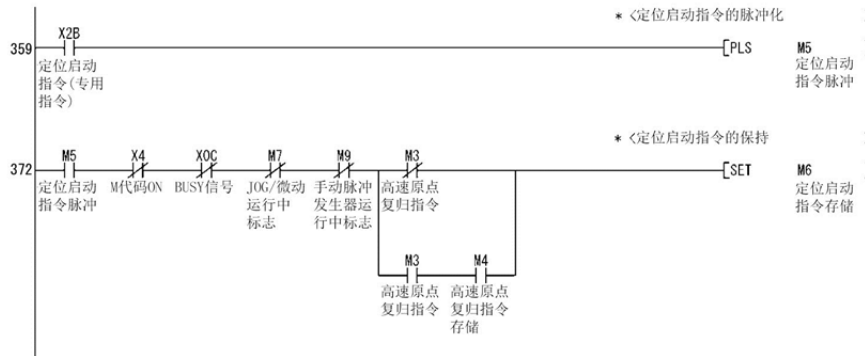 * <定位启动指令的脉冲化
X2B
359
[PLS M5
定位启动
指令(专用
指令)
定位启动
指令脉冲
* <定位启动指令的保持
M5 X4 X0C M7 M9 M3
372
[SET M6
定位启动 M代码ON BUSY信号 JOG/微动 手动脉冲 高速原点
指令脉冲 运行中 发生器运 复归指令
标志 行中标志
定位启动
指令存储
M3 M4
高速原点 高速原点
复归指令 复归指令
存储